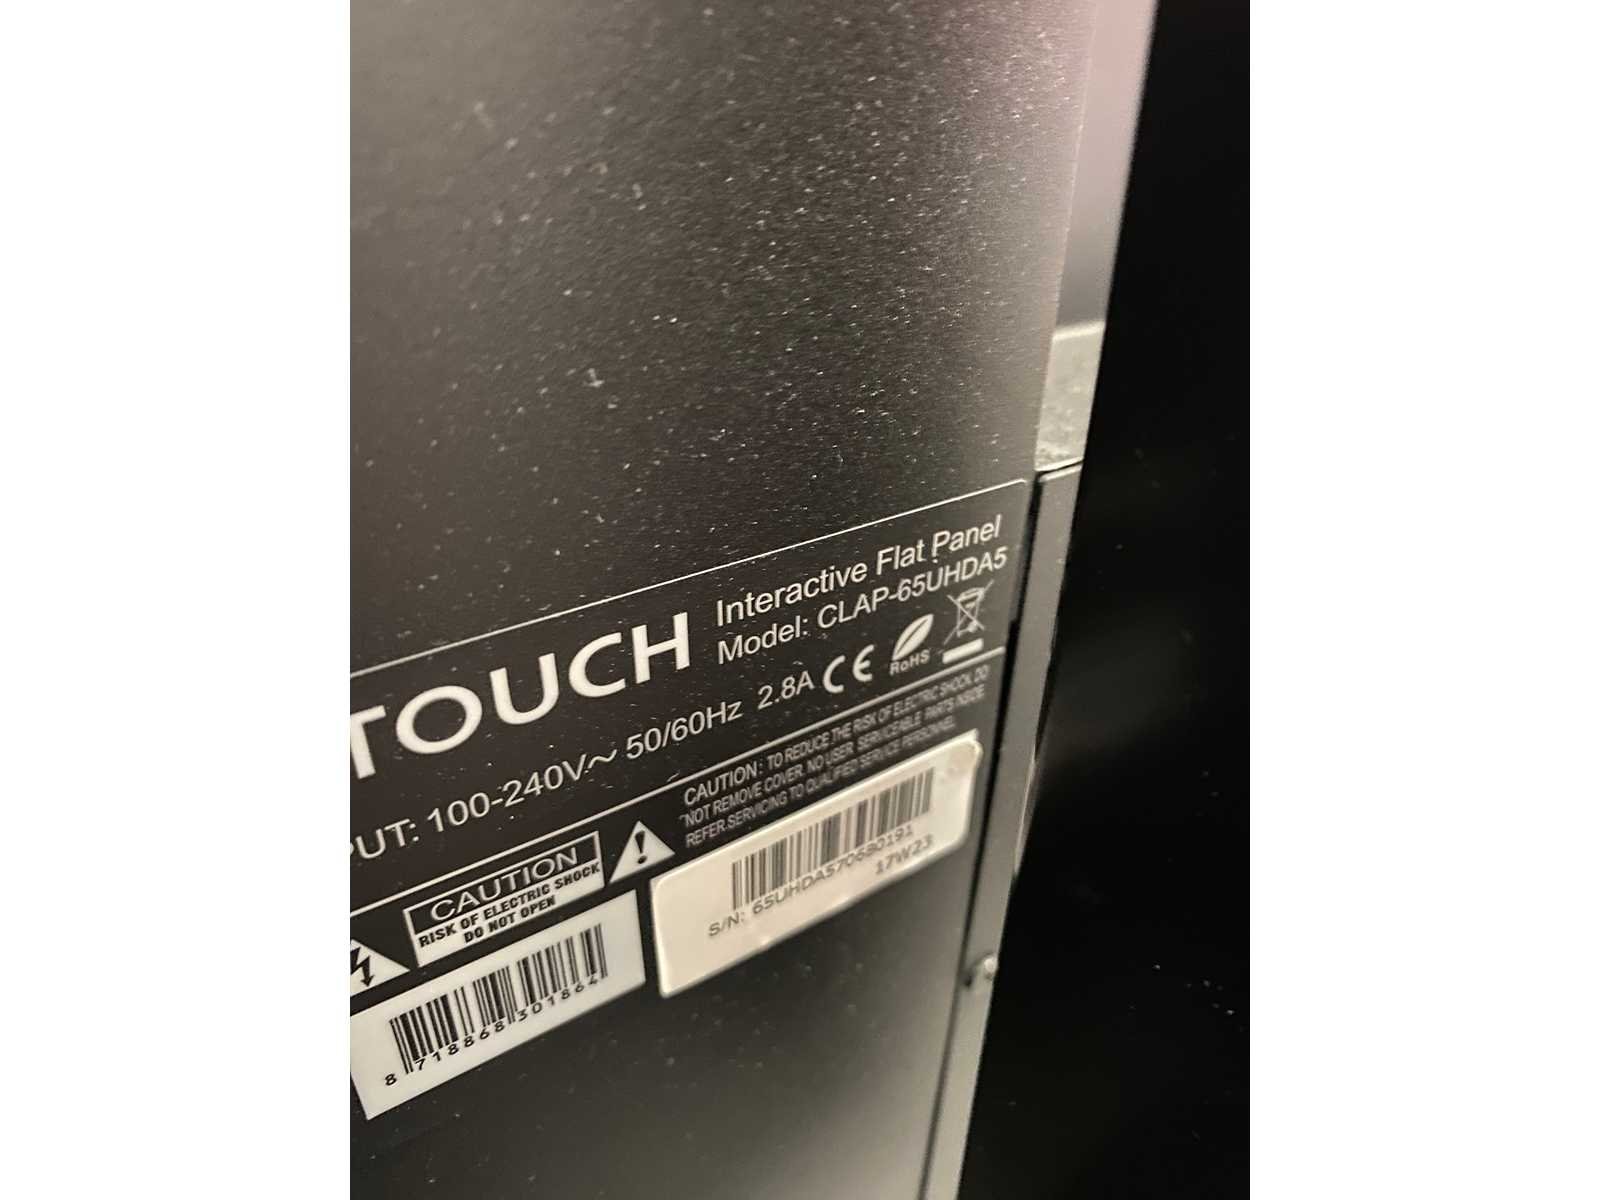 TOUCH
Interactive Flat Panel
Model: CLAP-65UHDA5
PUT: 100-240V~ 50/60Hz 2.8A CE RoHS
CAUTION: TO REDUCE THE RISK OF ELECTRIC SHOCK. DO
NOT REMOVE COVER. NO USER SERVICEABLE PARTS INSIDE
REFER SERVICING TO QUALIFIED SERVICE PERSONNEL
CAUTION
RISK OF ELECTRIC SHOCK
DO NOT OPEN
S/N: 65UHDA5706B0191
17W23
8 718868 301864